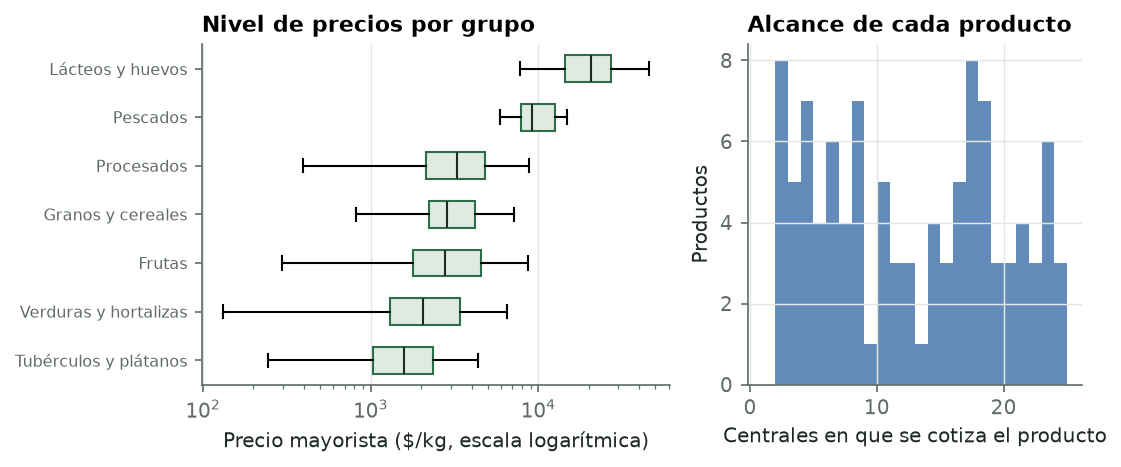 Nivel de precios por grupo
Lácteos y huevos
Pescados
Procesados
Granos y cereales
Frutas
Verduras y hortalizas
Tubérculos y plátanos
10²
10³
10⁴
Precio mayorista ($/kg, escala logarítmica)
Alcance de cada producto
Productos
8
6
4
2
0
0
10
20
Centrales en que se cotiza el producto